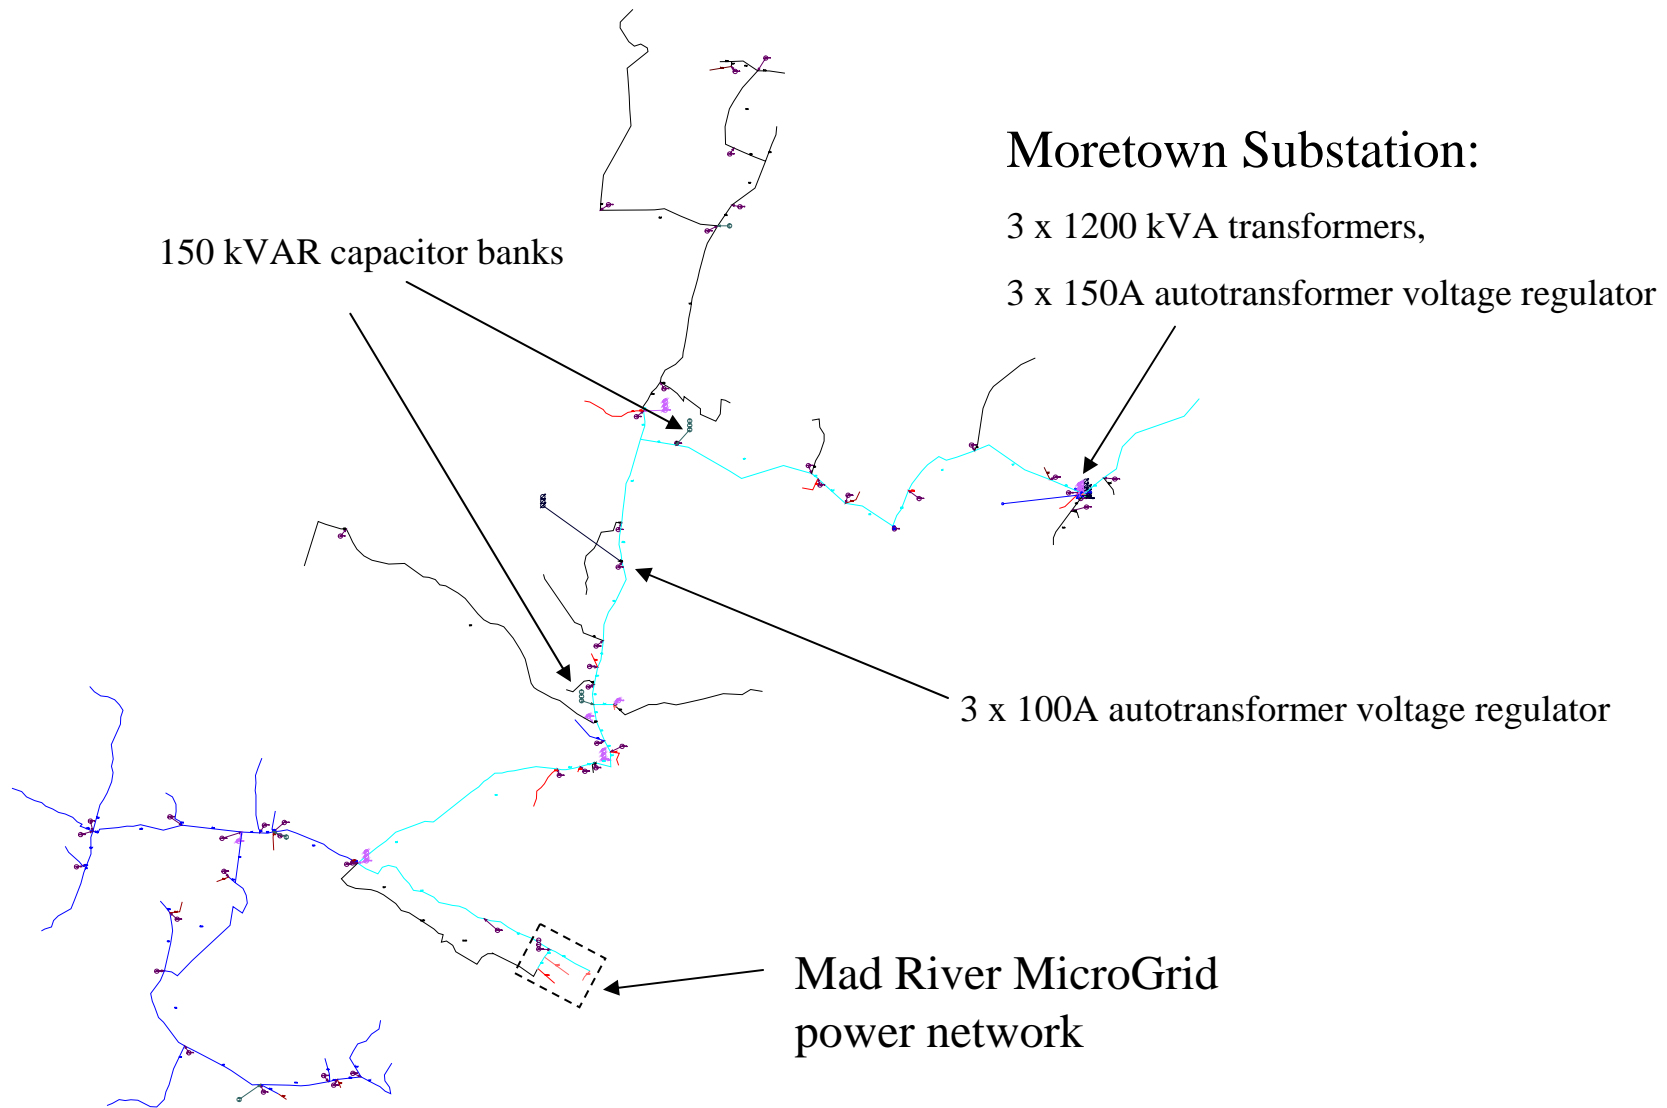 Moretown Substation:
3 x 1200 kVA transformers,
3 x 150A autotransformer voltage regulator
150 kVAR capacitor banks
3 x 100A autotransformer voltage regulator
Mad River MicroGrid
power network